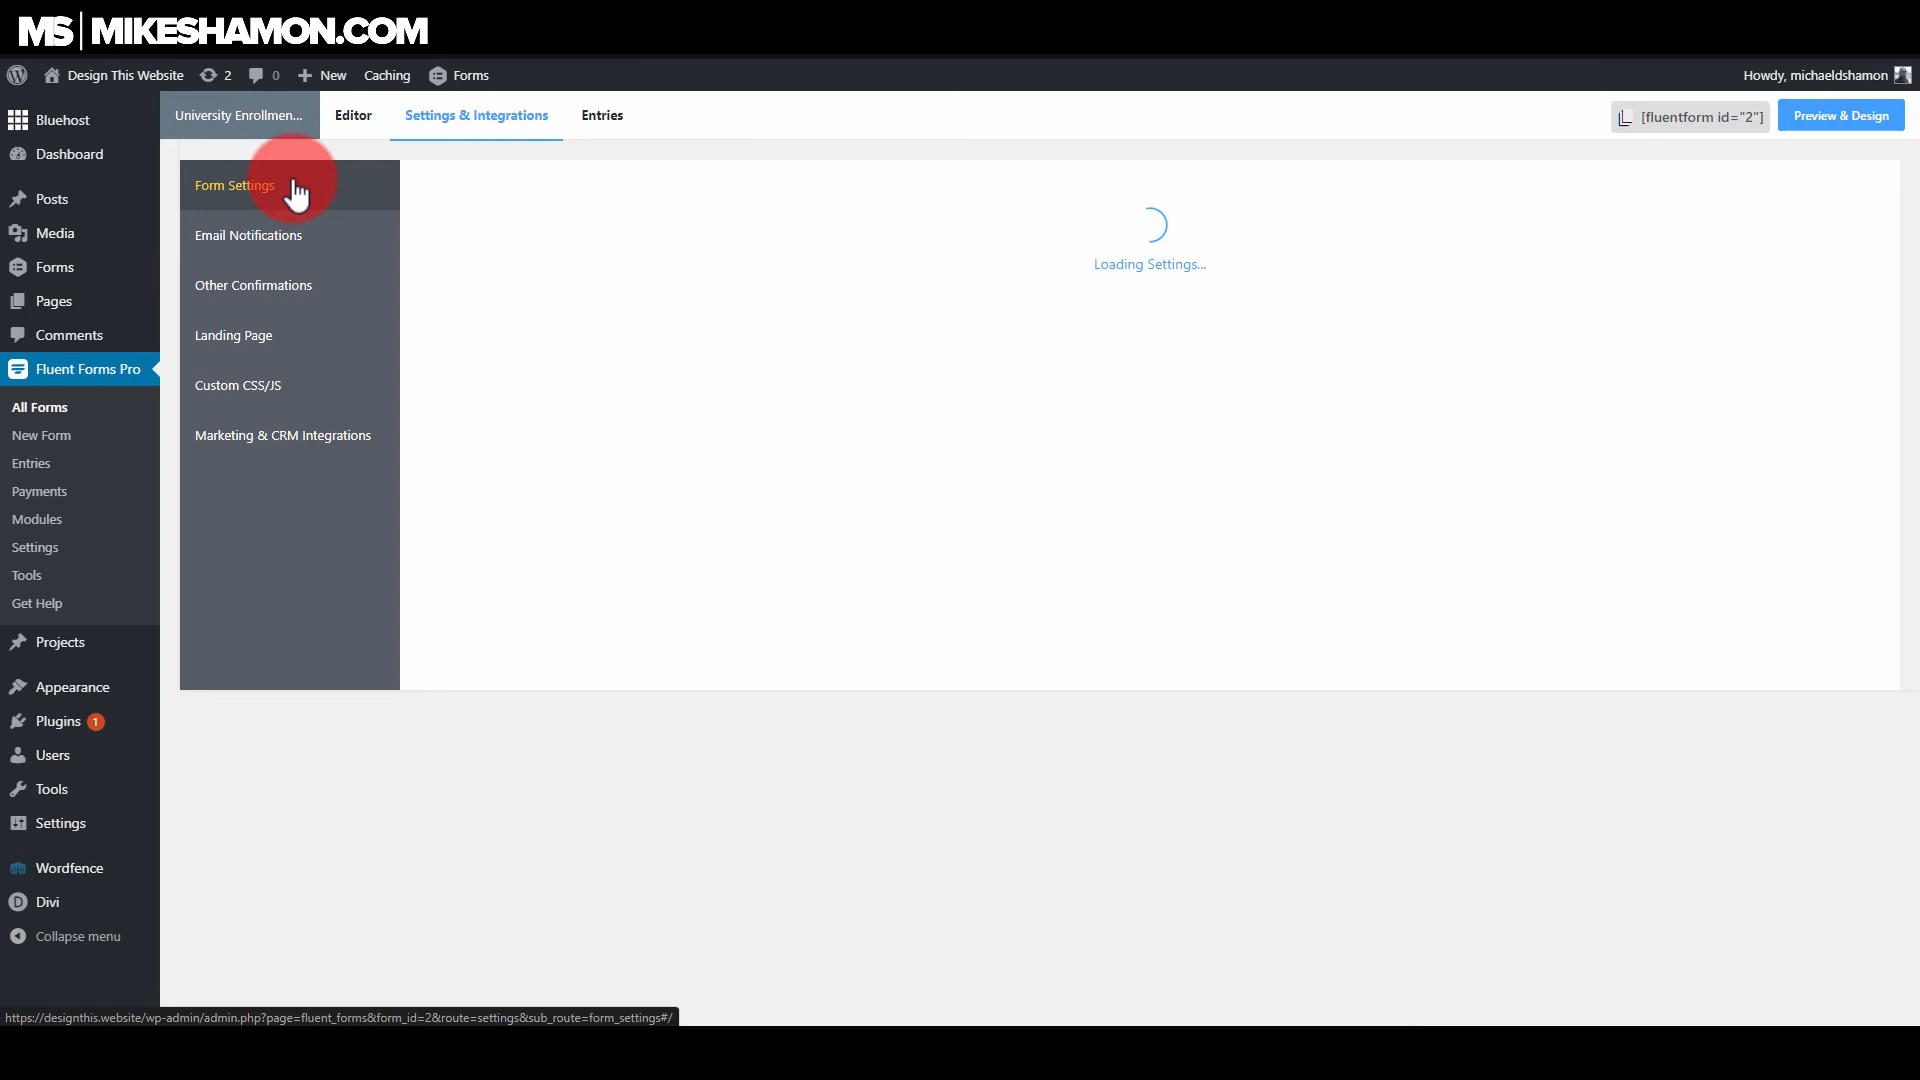 MS | MIKESHAMON.COM
Design This Website 2 0 New Caching Forms Howdy, michaeldshamon
Bluehost
Dashboard
Posts
Media
Forms
Pages
Comments
Fluent Forms Pro
All Forms
New Form
Entries
Payments
Modules
Settings
Tools
Get Help
Projects
Appearance
Plugins 1
Users
Tools
Settings
Wordfence
Divi
Collapse menu
University Enrollmen... Editor Settings & Integrations Entries [fluentform id="2"] Preview & Design
Form Settings
Email Notifications
Other Confirmations
Landing Page
Custom CSS/JS
Marketing & CRM Integrations
Loading Settings...
https://designthis.website/wp-admin/admin.php?page=fluent_forms&form_id=2&route=settings&sub_route=form_settings#/